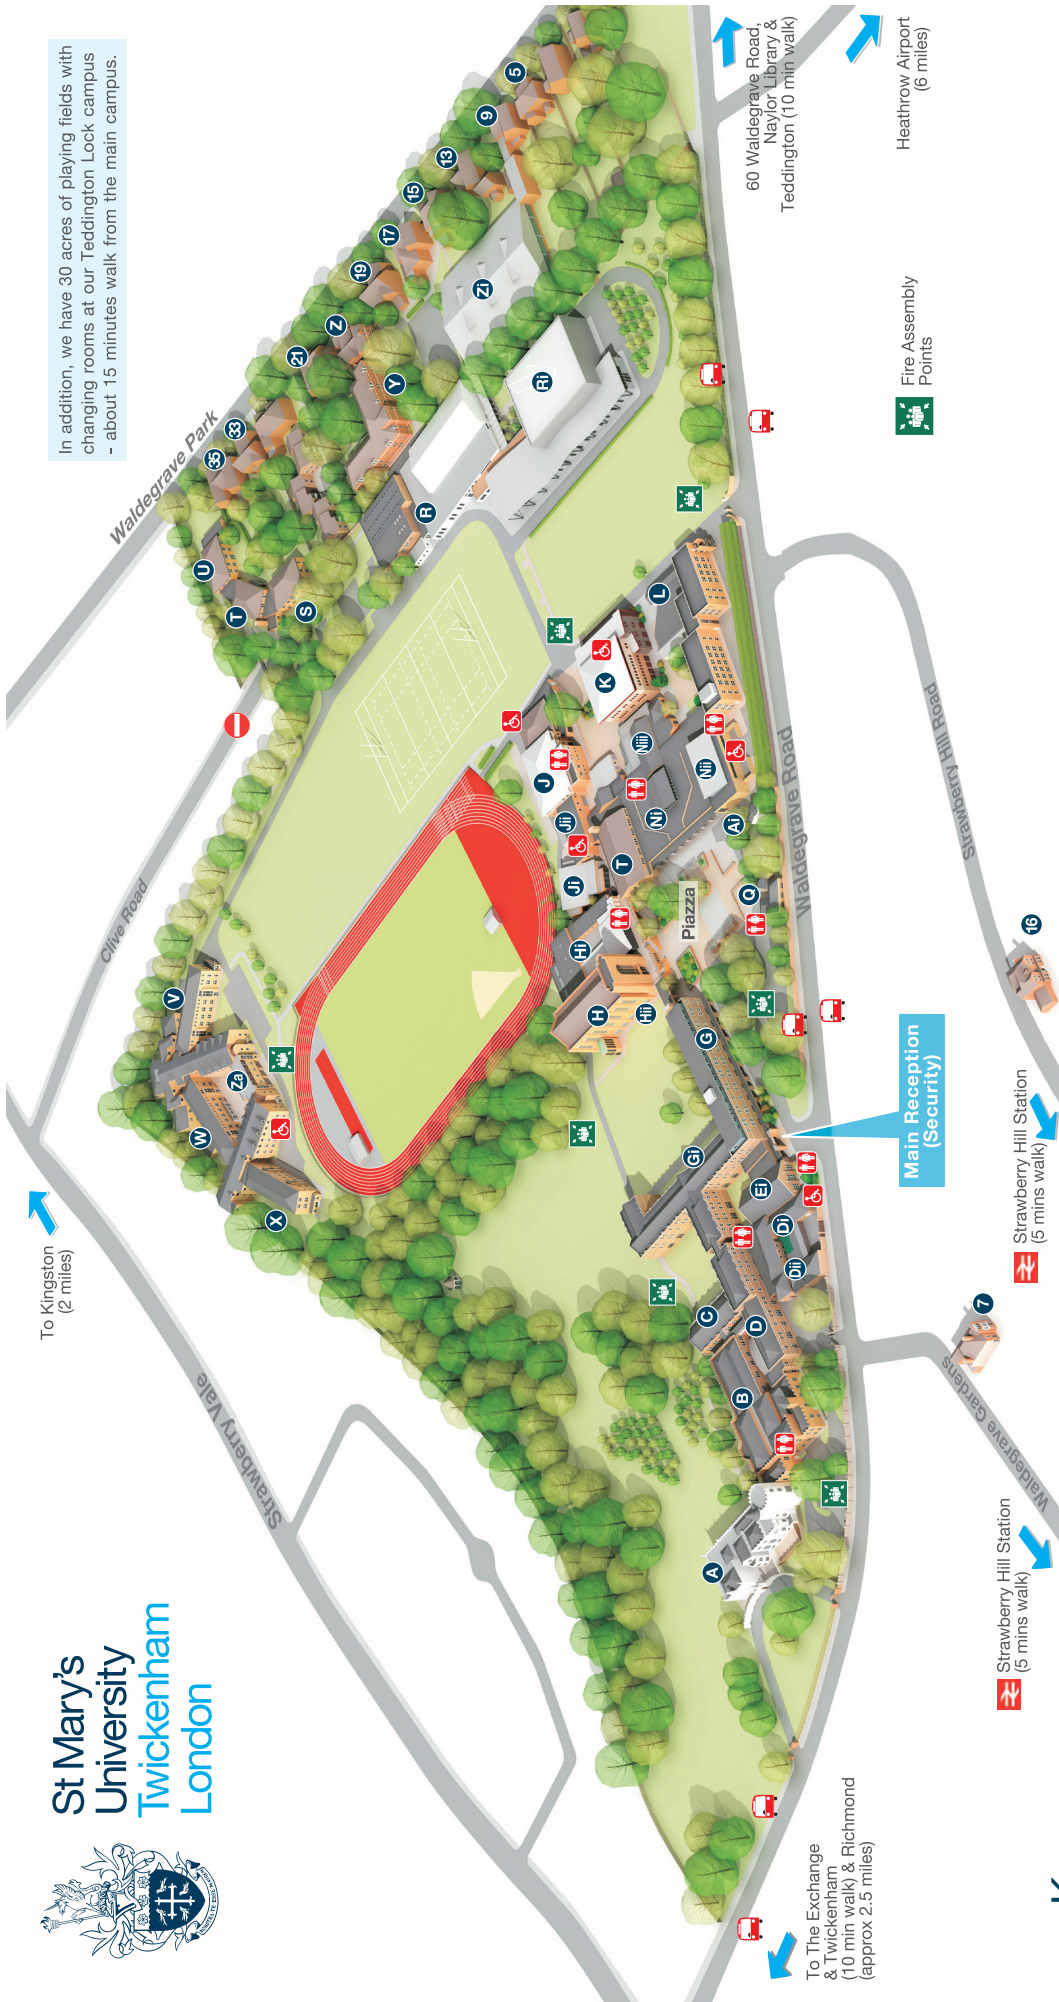 St Mary's
University
Twickenham
London
In addition, we have 30 acres of playing fields with
changing rooms at our Teddington Lock campus
- about 15 minutes walk from the main campus.
To Kingston
(2 miles)
Strawberry Vale
Clive Road
Waldegrave Park
X
W
Za
V
U
T
S
35
33
21
Z
19
17
15
13
9
5
Y
R
Ri
Zi
A
B
C
D
Dii
Di
Ei
Gi
G
H
Hii
Hi
Ji
Jii
J
T
Ni
Niii
Nii
K
L
Ai
Q
Piazza
Waldegrave Road
Main Reception
(Security)
To The Exchange
& Twickenham
(10 min walk) & Richmond
(approx 2.5 miles)
Strawberry Hill Station
(5 mins walk)
Waldegrave Gardens
7
Strawberry Hill Station
(5 mins walk)
16
Strawberry Hill Road
Fire Assembly
Points
60 Waldegrave Road,
Naylor Library &
Teddington (10 min walk)
Heathrow Airport
(6 miles)